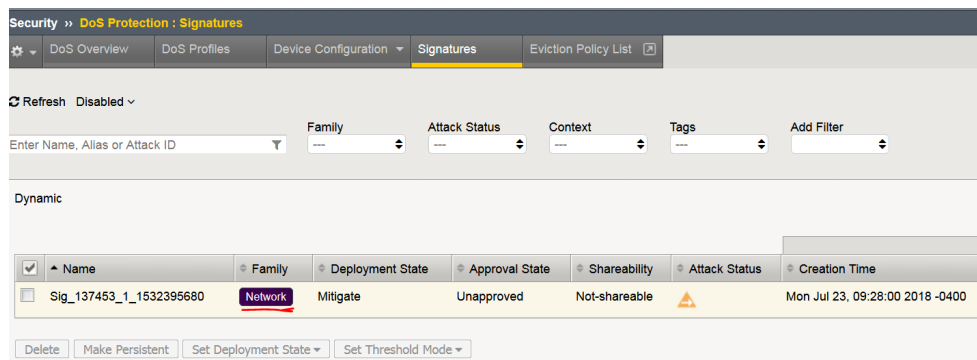 Security ›› DoS Protection : Signatures
DoS Overview DoS Profiles Device Configuration Signatures Eviction Policy List
Refresh Disabled
Family Attack Status Context Tags Add Filter
Enter Name, Alias or Attack ID --- --- --- ---
Dynamic
Name Family Deployment State Approval State Shareability Attack Status Creation Time
Sig_137453_1_1532395680 Network Mitigate Unapproved Not-shareable Mon Jul 23, 09:28:00 2018 -0400
Delete Make Persistent Set Deployment State Set Threshold Mode